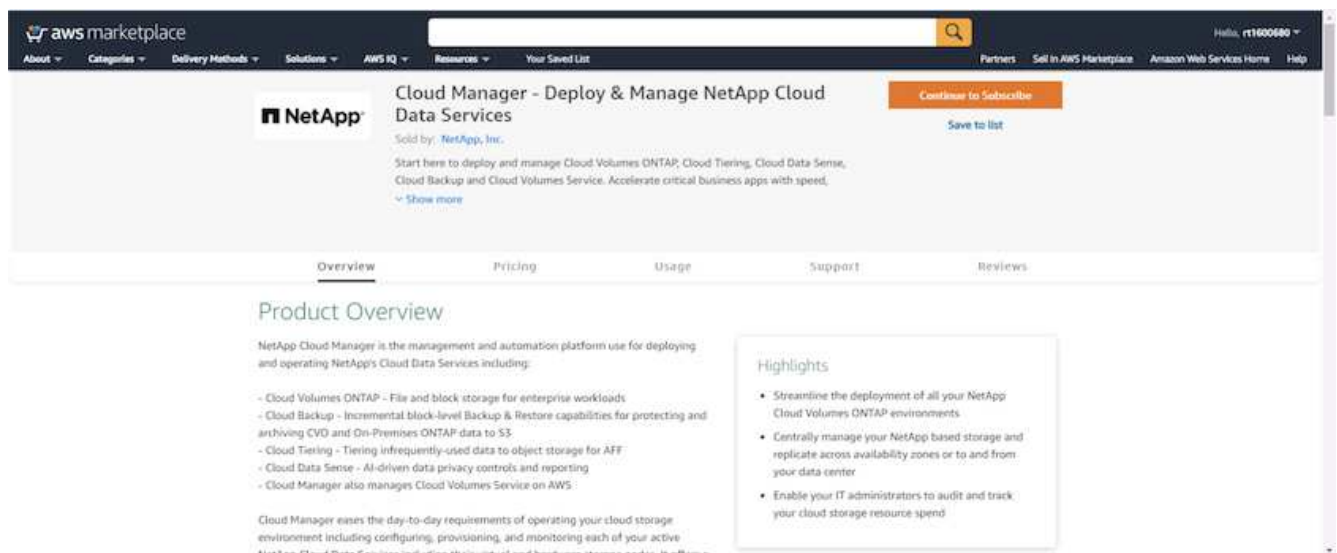 aws marketplace
Hello, rt1600680
About Categories Delivery Methods Solutions AWS IQ Resources Your Saved List Partners Sell in AWS Marketplace Amazon Web Services Home Help
NetApp
Cloud Manager - Deploy & Manage NetApp Cloud
Data Services
Sold by: NetApp, Inc.
Start here to deploy and manage Cloud Volumes ONTAP, Cloud Tiering, Cloud Data Sense,
Cloud Backup and Cloud Volumes Service. Accelerate critical business apps with speed,
Show more
Continue to Subscribe
Save to list
Overview Pricing Usage Support Reviews
Product Overview
NetApp Cloud Manager is the management and automation platform use for deploying
and operating NetApp's Cloud Data Services including:
- Cloud Volumes ONTAP - File and block storage for enterprise workloads
- Cloud Backup - Incremental block-level Backup & Restore capabilities for protecting and
archiving CVO and On-Premises ONTAP data to S3
- Cloud Tiering - Tiering infrequently-used data to object storage for AFF
- Cloud Data Sense - AI-driven data privacy controls and reporting
- Cloud Manager also manages Cloud Volumes Service on AWS
Cloud Manager eases the day-to-day requirements of operating your cloud storage
environment including configuring, provisioning, and monitoring each of your active
Highlights
• Streamline the deployment of all your NetApp
Cloud Volumes ONTAP environments
• Centrally manage your NetApp based storage and
replicate across availability zones or to and from
your data center
• Enable your IT administrators to audit and track
your cloud storage resource spend